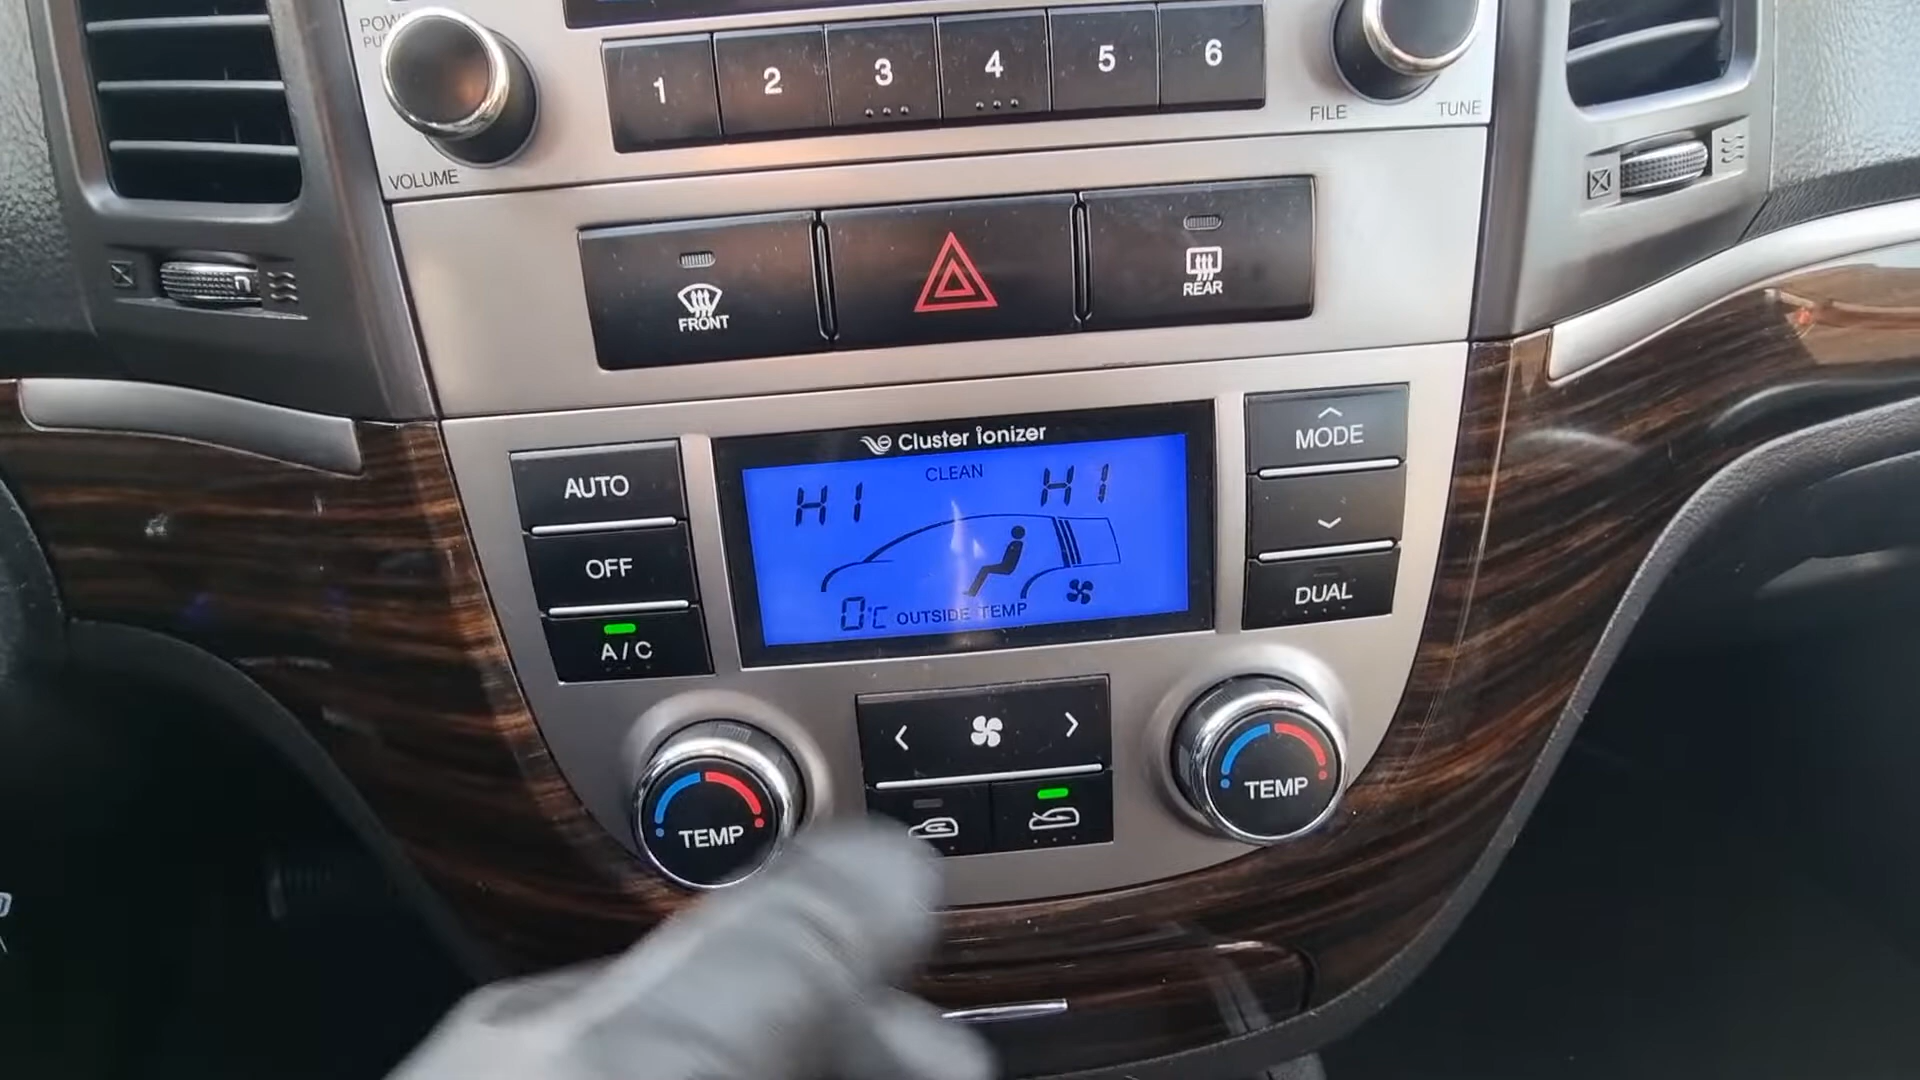 VOLUME
1 2 3 4 5 6
FILE TUNE
FRONT
REAR
Cluster ionizer
CLEAN
HI HI
0°C OUTSIDE TEMP
AUTO
OFF
A/C
MODE
DUAL
TEMP
TEMP